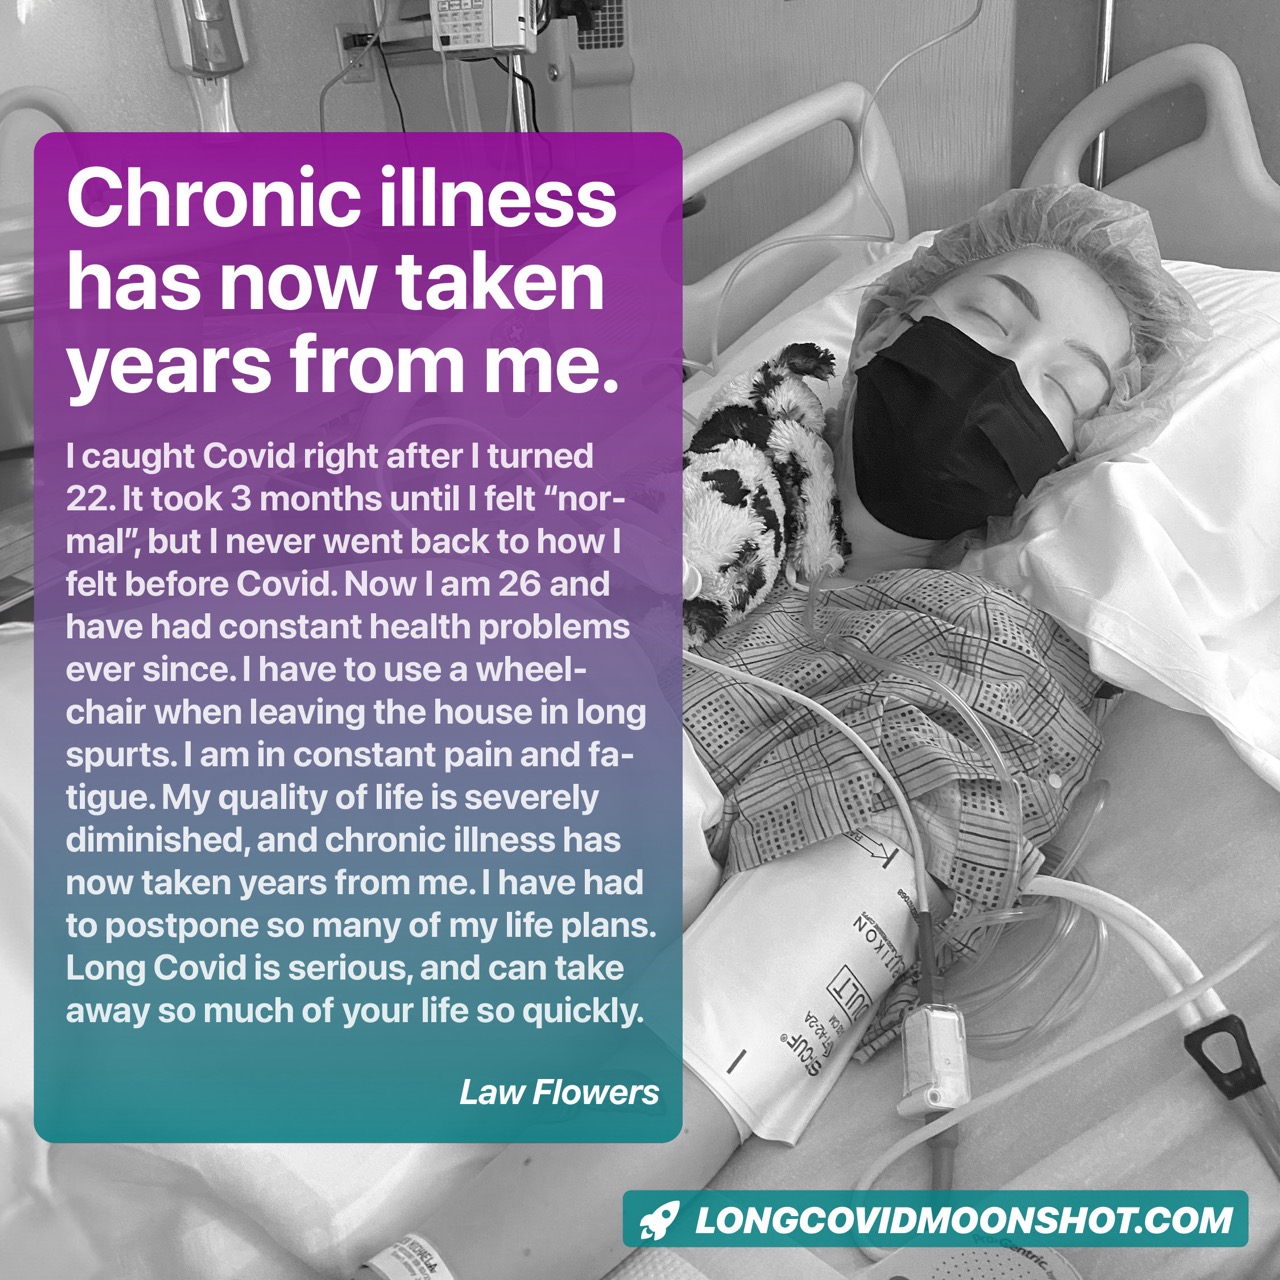 Chronic illness
has now taken
years from me.
I caught Covid right after I turned
22. It took 3 months until I felt “nor-
mal”, but I never went back to how I
felt before Covid. Now I am 26 and
have had constant health problems
ever since. I have to use a wheel-
chair when leaving the house in long
spurts. I am in constant pain and fa-
tigue. My quality of life is severely
diminished, and chronic illness has
now taken years from me. I have had
to postpone so many of my life plans.
Long Covid is serious, and can take
away so much of your life so quickly.
Law Flowers
LONGCOVIDMOONSHOT.COM